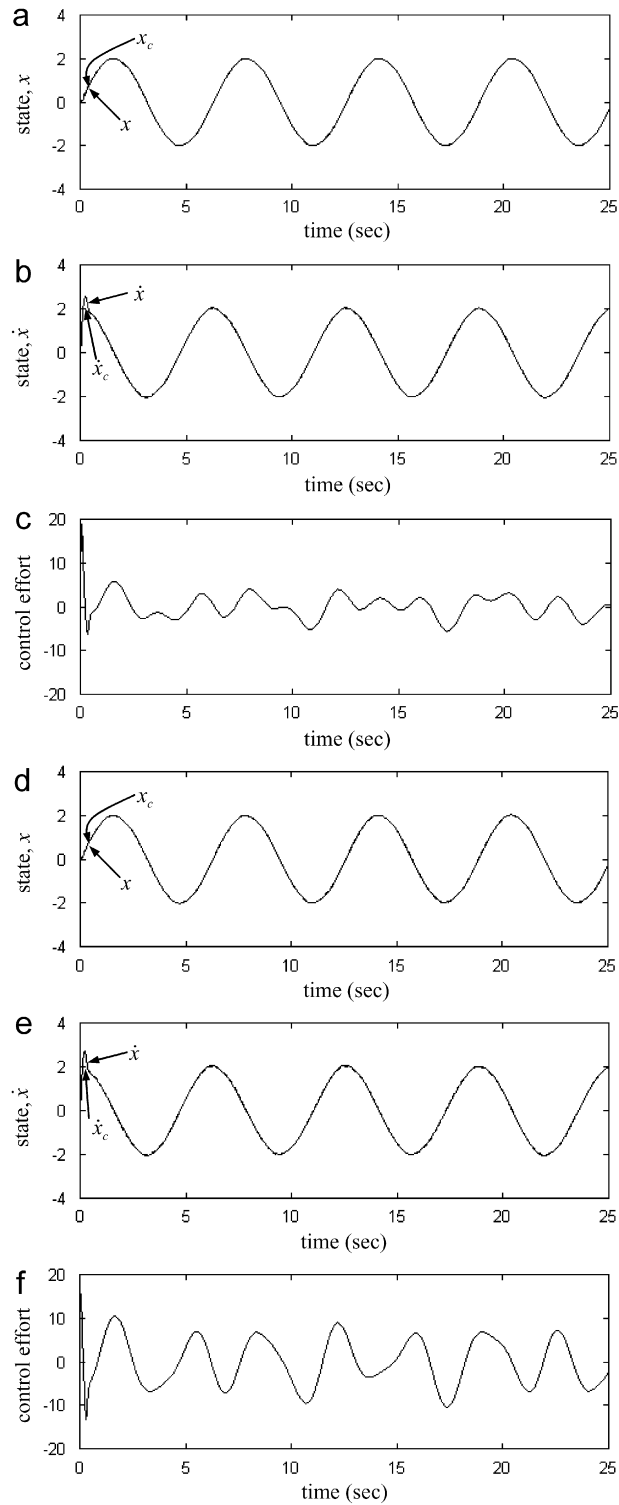 a
4
2
0
-2
-4
state, x
x_c
x
0 5 10 15 20 25
time (sec)
b
4
2
0
-2
-4
state, ẋ
ẋ
ẋ_c
0 5 10 15 20 25
time (sec)
c
20
10
0
-10
-20
control effort
0 5 10 15 20 25
time (sec)
d
4
2
0
-2
-4
state, x
x_c
x
0 5 10 15 20 25
time (sec)
e
4
2
0
-2
-4
state, ẋ
ẋ
ẋ_c
0 5 10 15 20 25
time (sec)
f
20
10
0
-10
-20
control effort
0 5 10 15 20 25
time (sec)